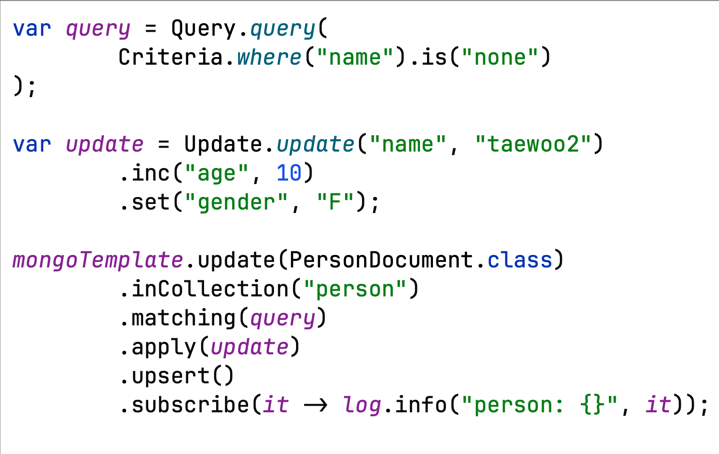 var query = Query.query(
        Criteria.where("name").is("none")
);

var update = Update.update("name", "taewoo2")
        .inc("age", 10)
        .set("gender", "F");

mongoTemplate.update(PersonDocument.class)
        .inCollection("person")
        .matching(query)
        .apply(update)
        .upsert()
        .subscribe(it -> log.info("person: {}", it));